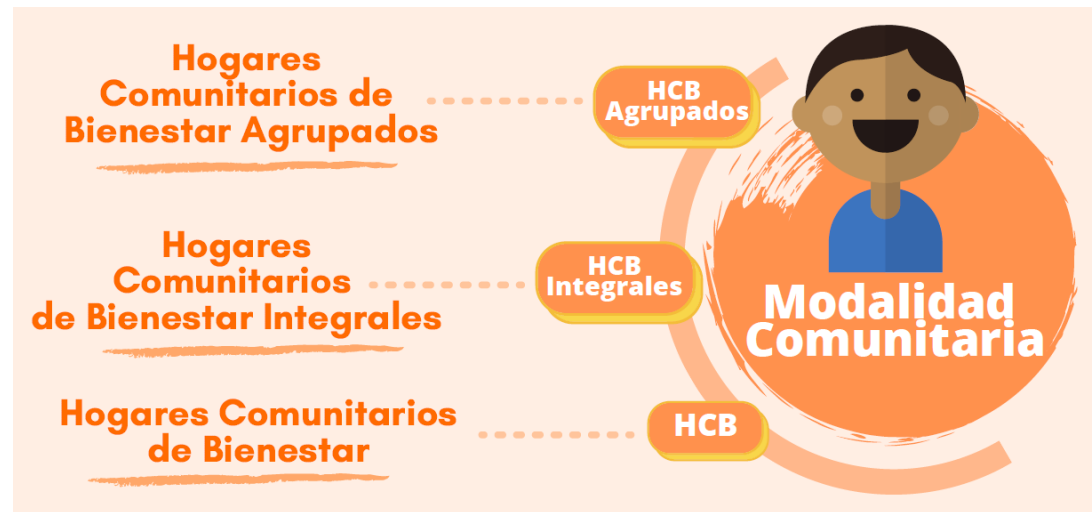 Hogares
Comunitarios de
Bienestar Agrupados
HCB
Agrupados
Hogares
Comunitarios
de Bienestar Integrales
HCB
Integrales
Modalidad
Comunitaria
Hogares Comunitarios
de Bienestar
HCB